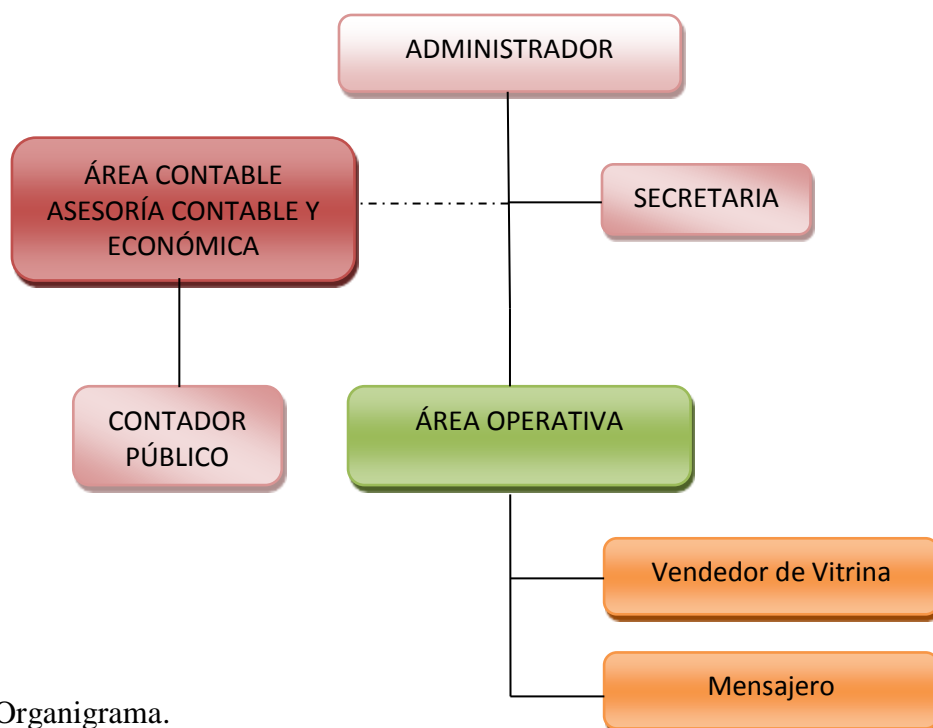 ADMINISTRADOR
ÁREA CONTABLE
ASESORÍA CONTABLE Y
ECONÓMICA
SECRETARIA
CONTADOR
PÚBLICO
ÁREA OPERATIVA
Vendedor de Vitrina
Mensajero
Organigrama.